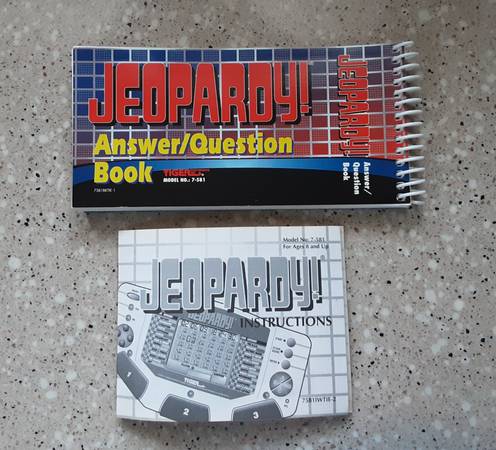 JEOPARDY!
Answer/Question
Book
TIGER
MODEL NO.: 7-581
JEOPARDY!
Answer/
Question
Book
Model No: 7-581
For Ages 8 and Up
JEOPARDY!
INSTRUCTIONS
1
2
3
TIGER